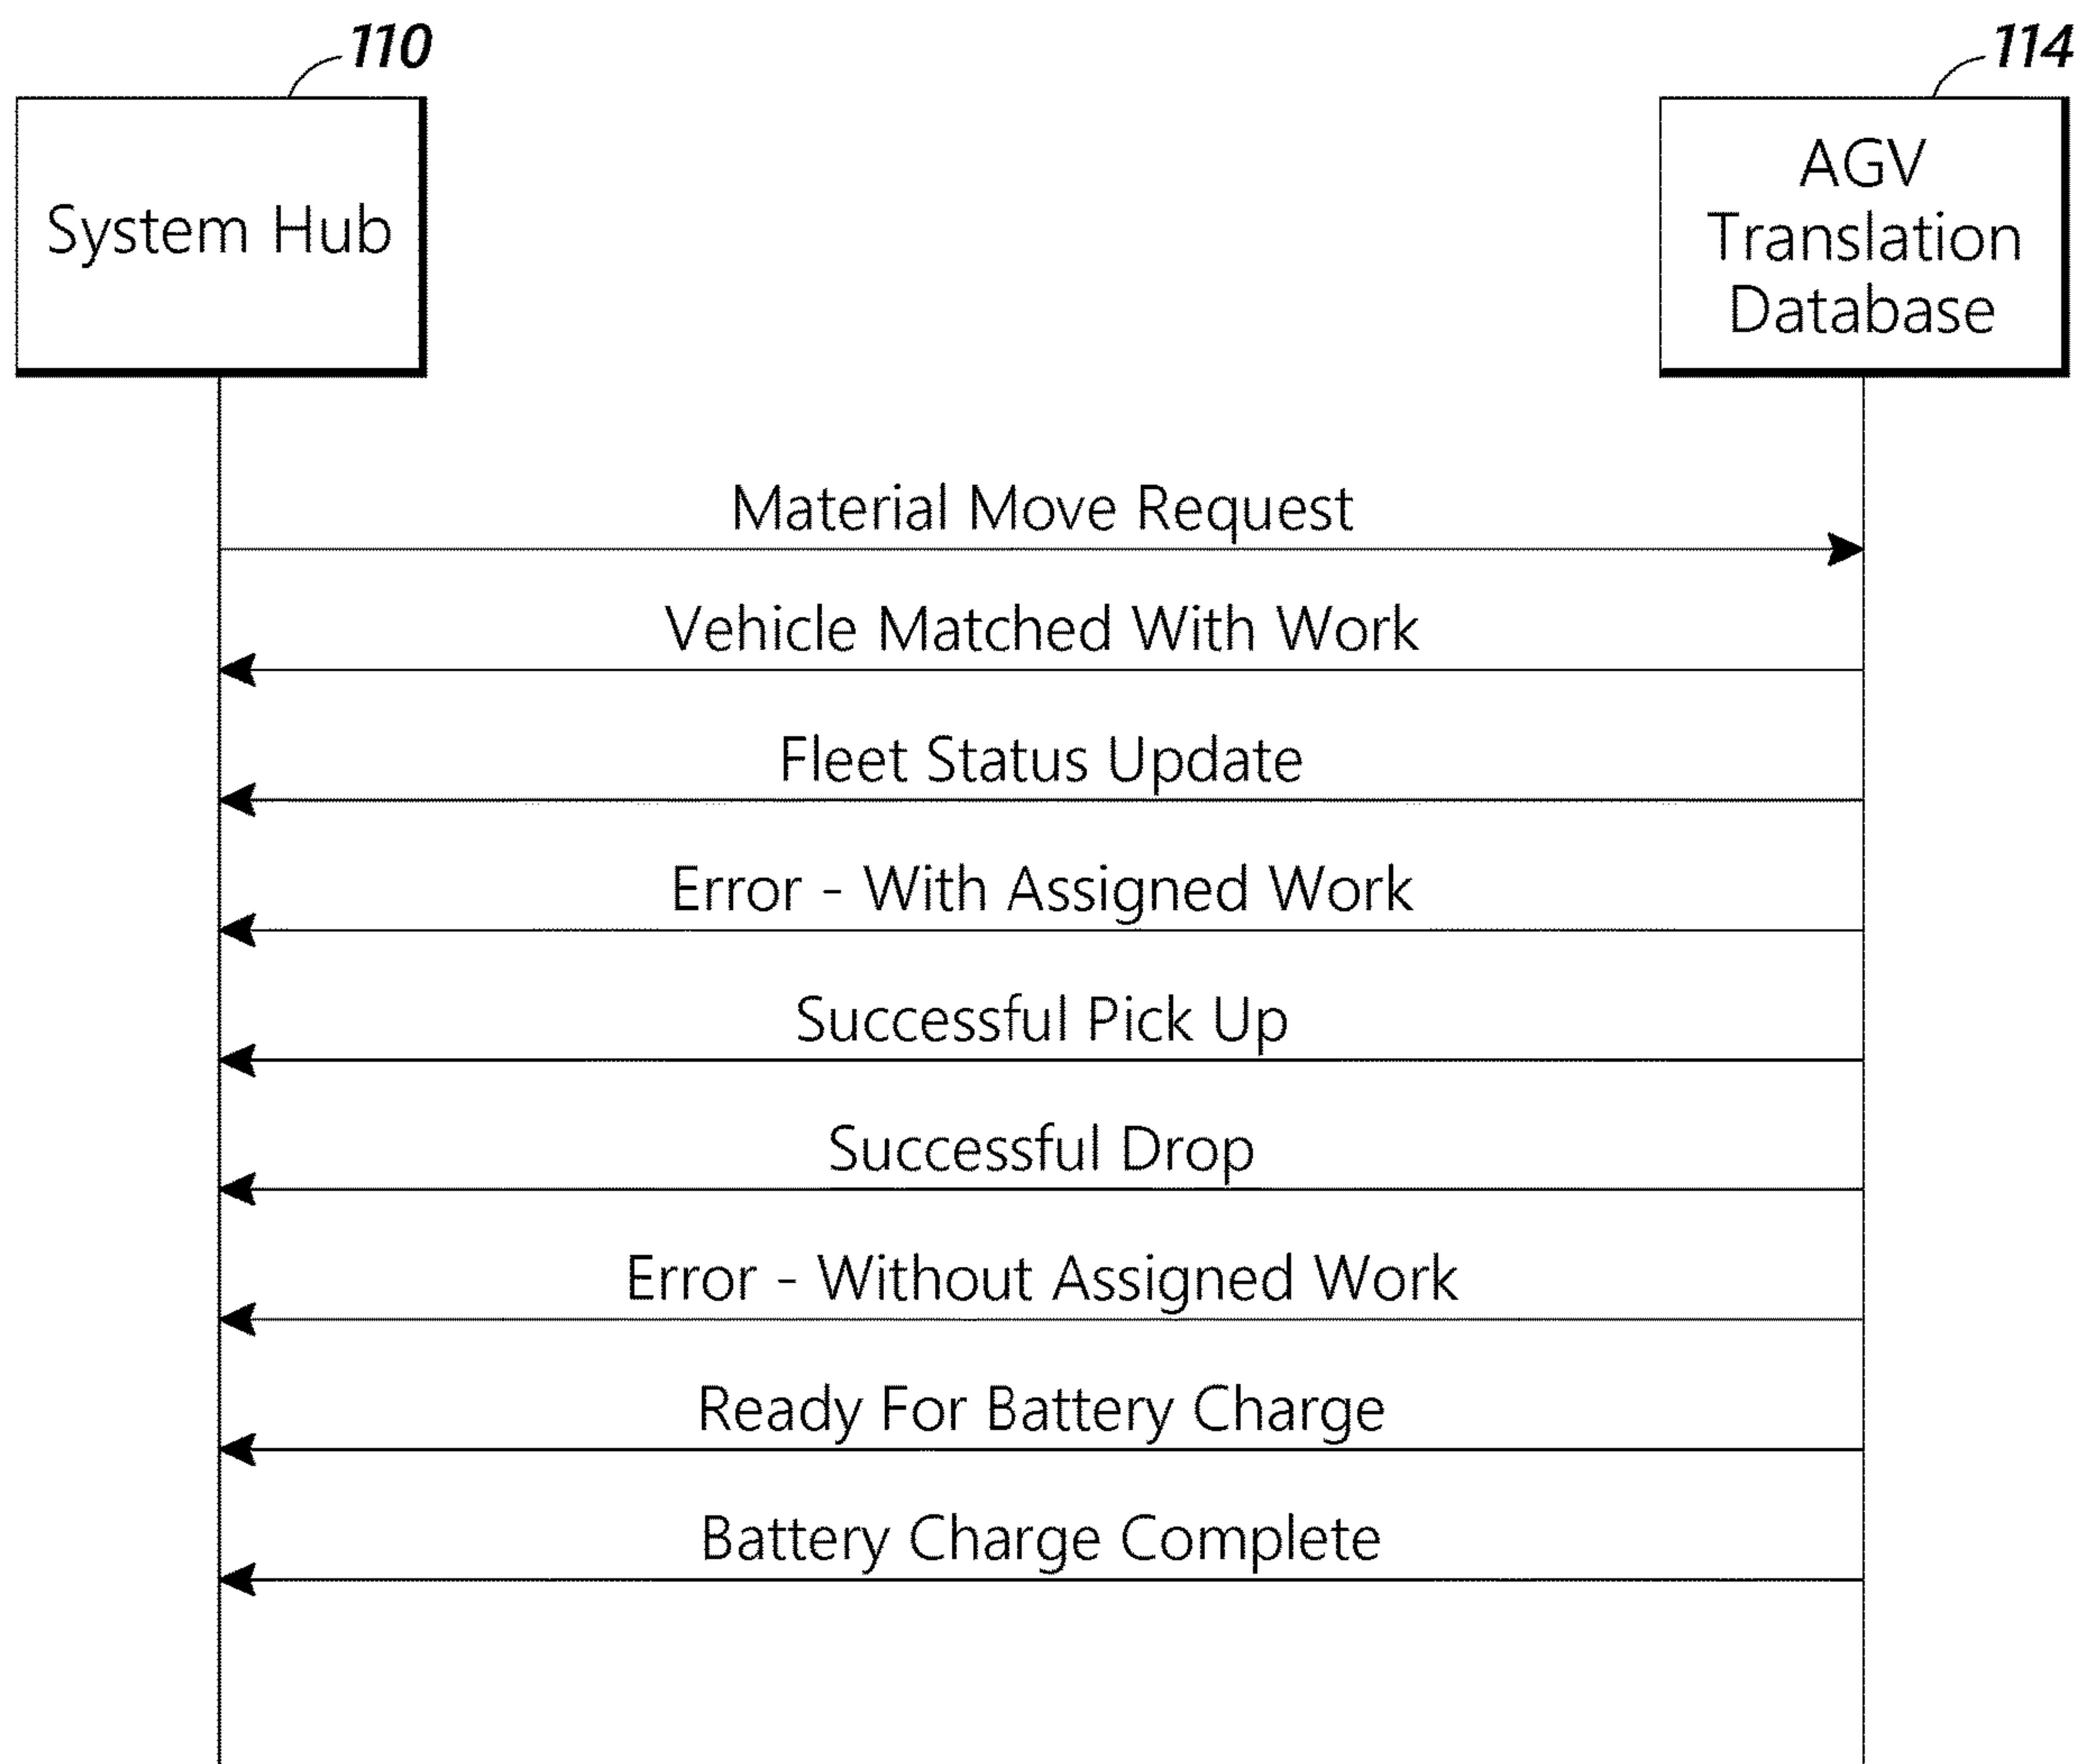 110
114
System Hub
AGV
Translation
Database
Material Move Request
Vehicle Matched With Work
Fleet Status Update
Error - With Assigned Work
Successful Pick Up
Successful Drop
Error - Without Assigned Work
Ready For Battery Charge
Battery Charge Complete